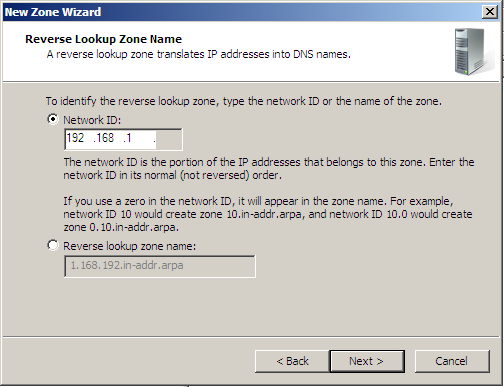 New Zone Wizard
Reverse Lookup Zone Name
A reverse lookup zone translates IP addresses into DNS names.
To identify the reverse lookup zone, type the network ID or the name of the zone.
Network ID:
192 .168 .1 .
The network ID is the portion of the IP addresses that belongs to this zone. Enter the
network ID in its normal (not reversed) order.
If you use a zero in the network ID, it will appear in the zone name. For example,
network ID 10 would create zone 10.in-addr.arpa, and network ID 10.0 would create
zone 0.10.in-addr.arpa.
Reverse lookup zone name:
1.168.192.in-addr.arpa
< Back Next > Cancel